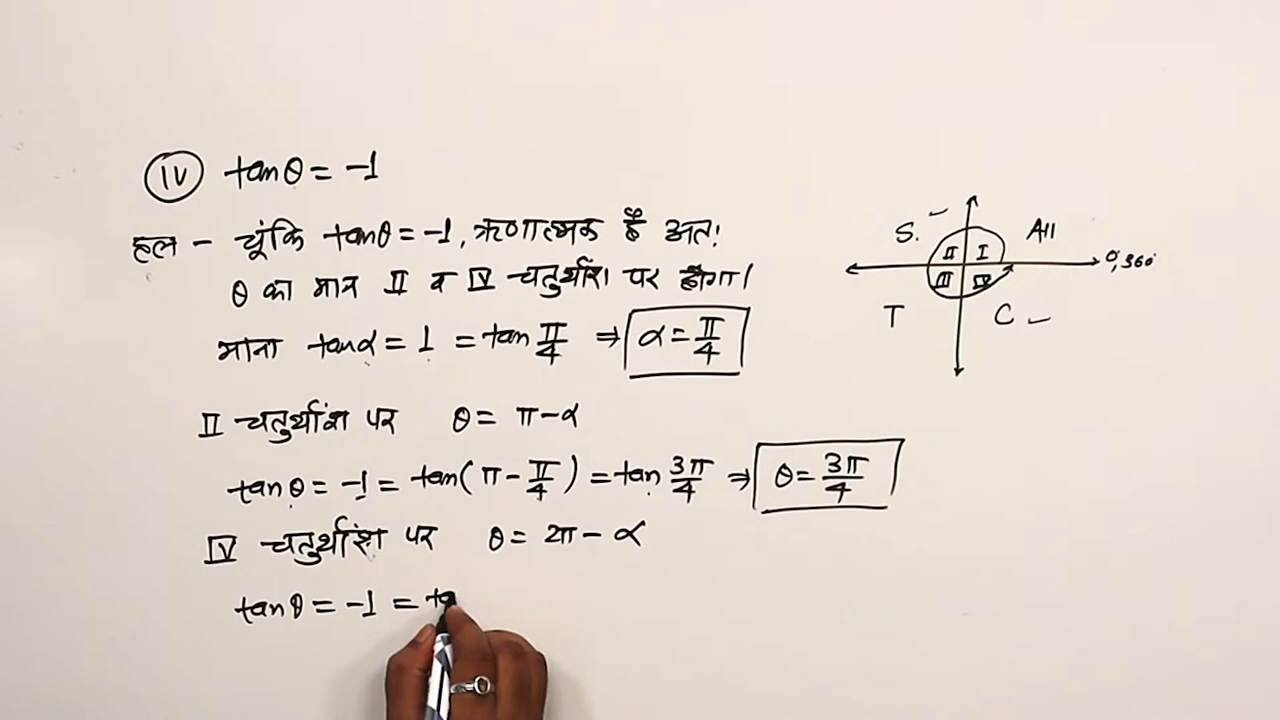 (iv) tanθ = -1
हल - चूंकि tanθ = -1, ऋणात्मक है अतः
θ का मान II व IV चतुर्थांश पर होगा।
माना tanα = 1 = tan π/4 ⇒ α = π/4
II चतुर्थांश पर θ = π-α
tanθ = -1 = tan(π - π/4) = tan 3π/4 ⇒ θ = 3π/4
IV चतुर्थांश पर θ = 2π - α
tanθ = -1 = ta
S. All
II I 0, 360°
III IV
T C